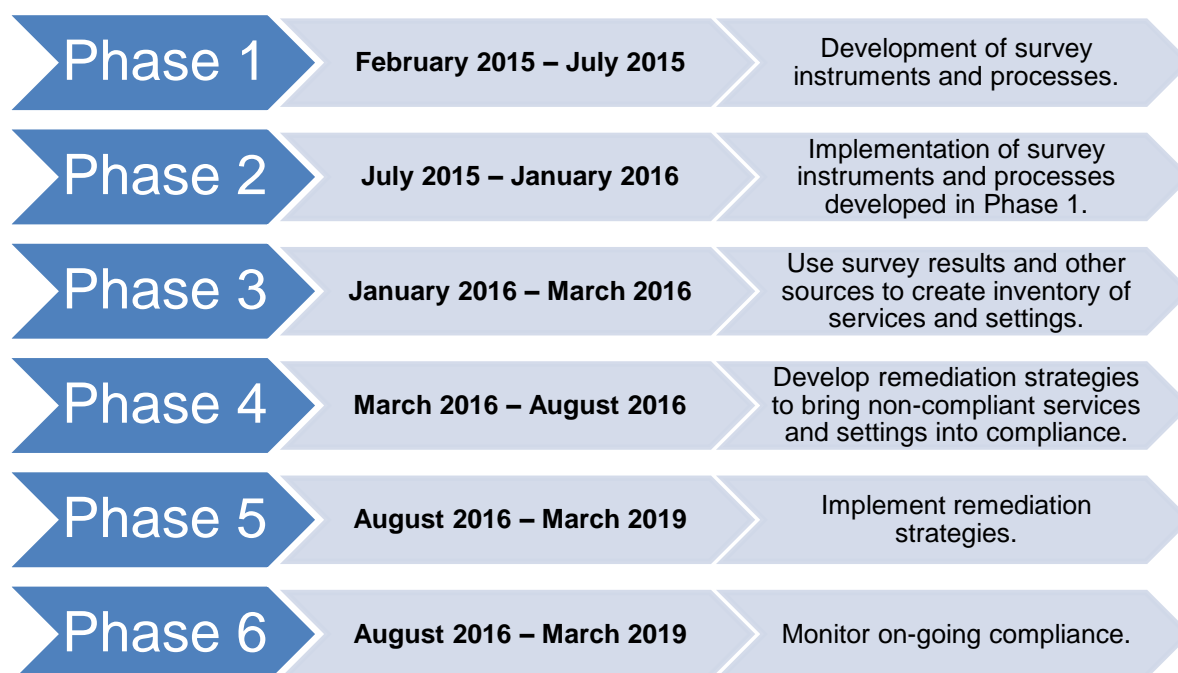 Phase 1
February 2015 – July 2015
Development of survey
instruments and processes.
Phase 2
July 2015 – January 2016
Implementation of survey
instruments and processes
developed in Phase 1.
Phase 3
January 2016 – March 2016
Use survey results and other
sources to create inventory of
services and settings.
Phase 4
March 2016 – August 2016
Develop remediation strategies
to bring non-compliant services
and settings into compliance.
Phase 5
August 2016 – March 2019
Implement remediation
strategies.
Phase 6
August 2016 – March 2019
Monitor on-going compliance.